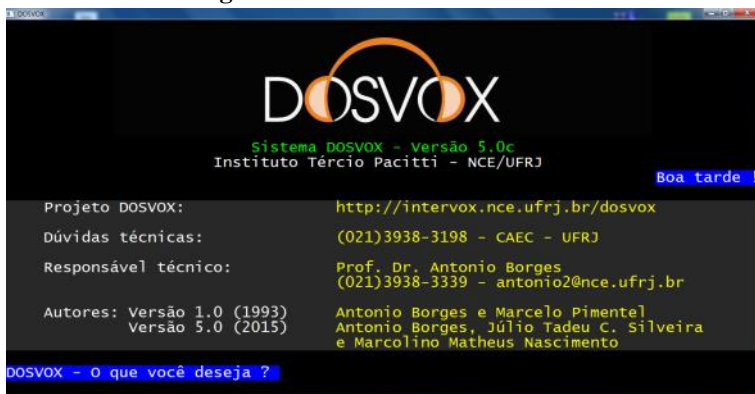 DOSVOX
DOSVOX
Sistema DOSVOX - Versão 5.0c
Instituto Tércio Pacitti - NCE/UFRJ
Boa tarde !
Projeto DOSVOX: http://intervox.nce.ufrj.br/dosvox
Dúvidas técnicas: (021)3938-3198 - CAEC - UFRJ
Responsável técnico: Prof. Dr. Antonio Borges
(021)3938-3339 - antonio2@nce.ufrj.br
Autores: Versão 1.0 (1993) Antonio Borges e Marcelo Pimentel
Versão 5.0 (2015) Antonio Borges, Júlio Tadeu C. Silveira
e Marcolino Matheus Nascimento
DOSVOX - O que você deseja ?